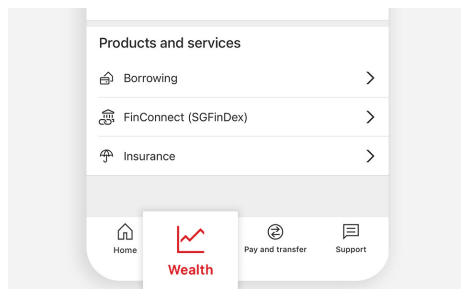 Products and services
Borrowing
FinConnect (SGFinDex)
Insurance
Home
Wealth
Pay and transfer
Support